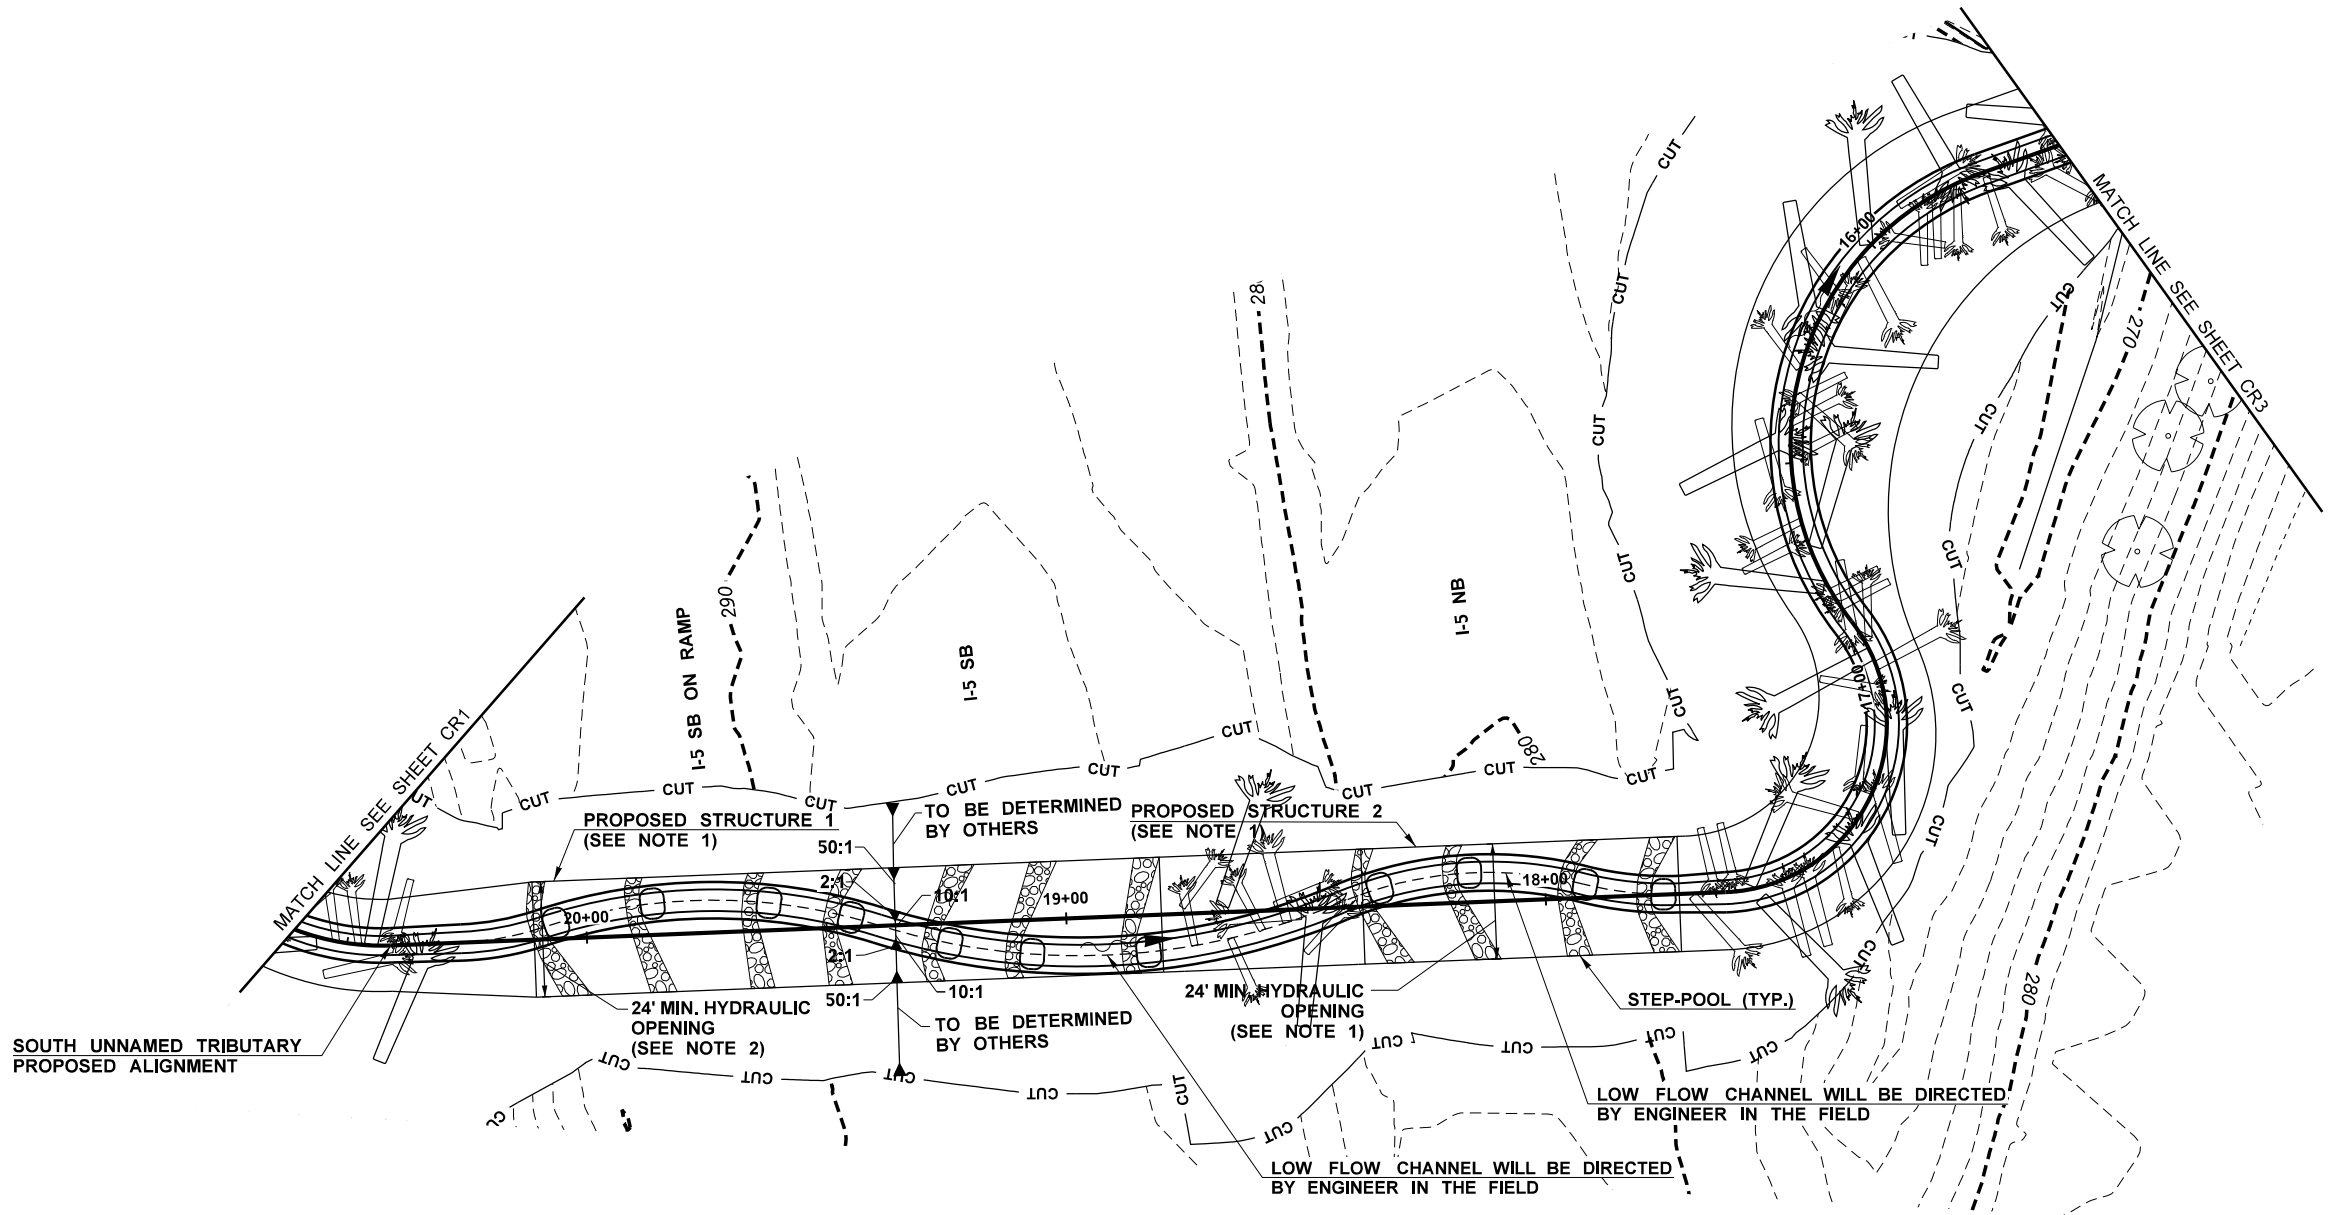 MATCH LINE SEE SHEET CR3
CUT
16+00
CUT
CUT
270
28
CUT
CUT
CUT
CUT
CUT
290
I-5 SB ON RAMP
I-5 SB
I-5 NB
17+00
CUT
CUT
MATCH LINE SEE SHEET CR1
CUT
280
CUT
CUT
CUT
CUT
CUT
CUT
CUT
CUT
CUT
CUT
PROPOSED STRUCTURE 1
(SEE NOTE 1)
TO BE DETERMINED
BY OTHERS
PROPOSED STRUCTURE 2
(SEE NOTE 1)
50:1
2:1
10:1
20+00
19+00
18+00
2:1
50:1
10:1
24' MIN. HYDRAULIC
OPENING
(SEE NOTE 2)
TO BE DETERMINED
BY OTHERS
24' MIN. HYDRAULIC
OPENING
(SEE NOTE 1)
STEP-POOL (TYP.)
CUT
280
SOUTH UNNAMED TRIBUTARY
PROPOSED ALIGNMENT
CUT
CUT
CUT
CUT
CUT
CUT
CUT
CUT
CUT
CUT
LOW FLOW CHANNEL WILL BE DIRECTED
BY ENGINEER IN THE FIELD
LOW FLOW CHANNEL WILL BE DIRECTED
BY ENGINEER IN THE FIELD